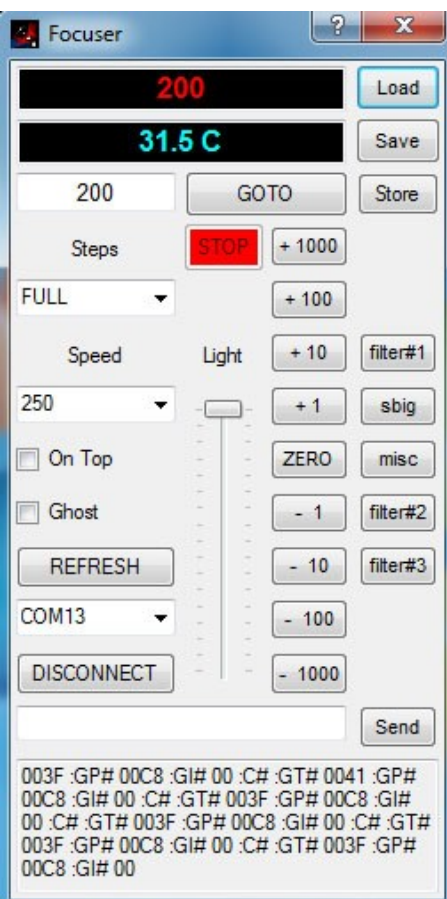 Focuser
?
X
200
Load
31.5 C
Save
200
GOTO
Store
Steps
STOP
+ 1000
FULL
+ 100
Speed
Light
+ 10
filter#1
250
+ 1
sbig
On Top
ZERO
misc
Ghost
- 1
filter#2
REFRESH
- 10
filter#3
COM13
- 100
DISCONNECT
- 1000
Send
003F :GP# 00C8 :GI# 00 :C# :GT# 0041 :GP#
00C8 :GI# 00 :C# :GT# 003F :GP# 00C8 :GI#
00 :C# :GT# 003F :GP# 00C8 :GI# 00 :C# :GT#
003F :GP# 00C8 :GI# 00 :C# :GT# 003F :GP#
00C8 :GI# 00